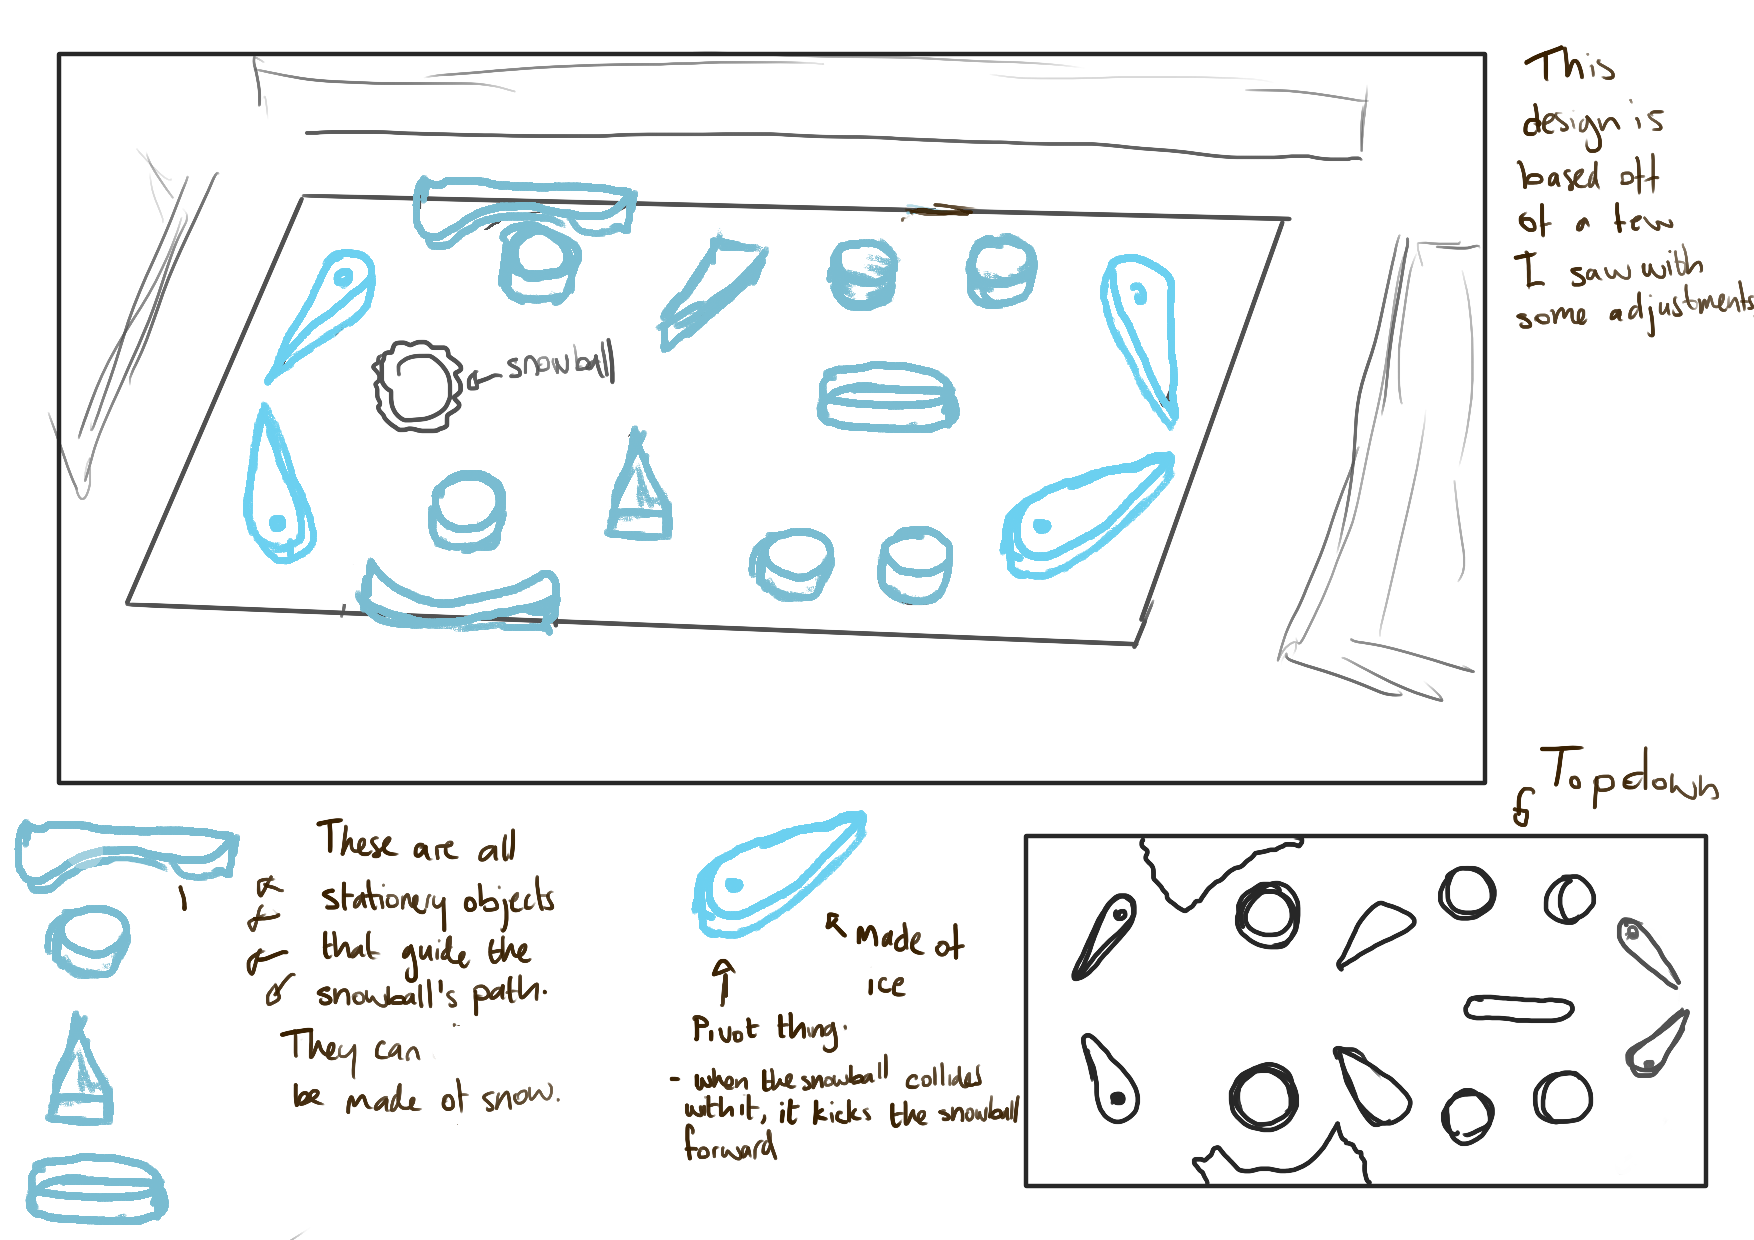 This
design is
based off
of a few
I saw with
some adjustments
snowball
Topdown
These are all
stationery objects
that guide the
snowball's path.
They can
be made of snow.
Made of
ice
Pivot thing.
- when the snowball collides
with it, it kicks the snowball
forward